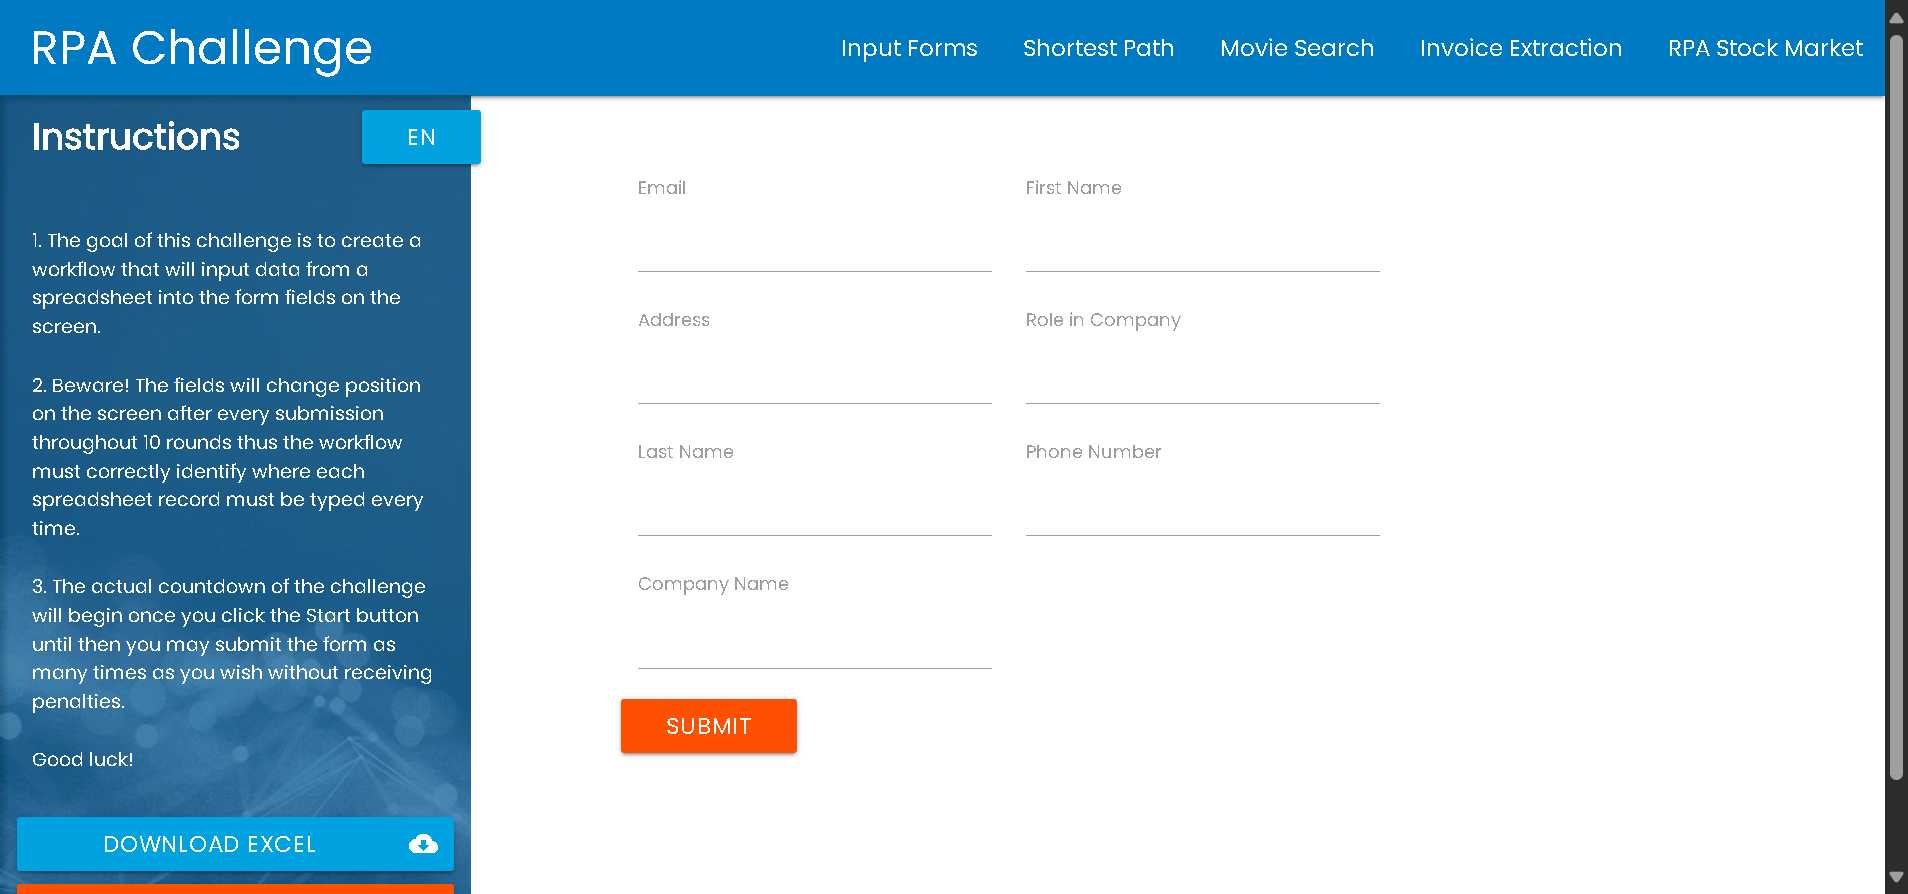 RPA Challenge
Input Forms
Shortest Path
Movie Search
Invoice Extraction
RPA Stock Market
Instructions
EN
1. The goal of this challenge is to create a
workflow that will input data from a
spreadsheet into the form fields on the
screen.
2. Beware! The fields will change position
on the screen after every submission
throughout 10 rounds thus the workflow
must correctly identify where each
spreadsheet record must be typed every
time.
3. The actual countdown of the challenge
will begin once you click the Start button
until then you may submit the form as
many times as you wish without receiving
penalties.
Good luck!
DOWNLOAD EXCEL
Email
First Name
Address
Role in Company
Last Name
Phone Number
Company Name
SUBMIT